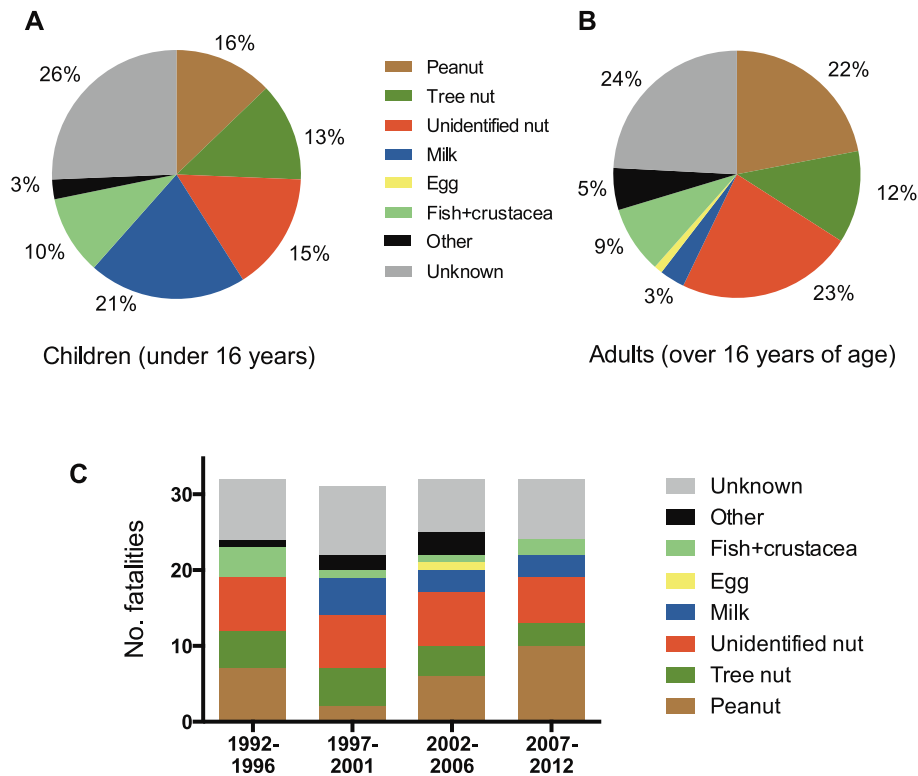 A
16%
26%
13%
3%
15%
10%
21%
Children (under 16 years)
Peanut
Tree nut
Unidentified nut
Milk
Egg
Fish+crustacea
Other
Unknown
B
22%
24%
12%
5%
9%
3%
23%
Adults (over 16 years of age)
C
No. fatalities
30
20
10
0
1992-
1996
1997-
2001
2002-
2006
2007-
2012
Unknown
Other
Fish+crustacea
Egg
Milk
Unidentified nut
Tree nut
Peanut